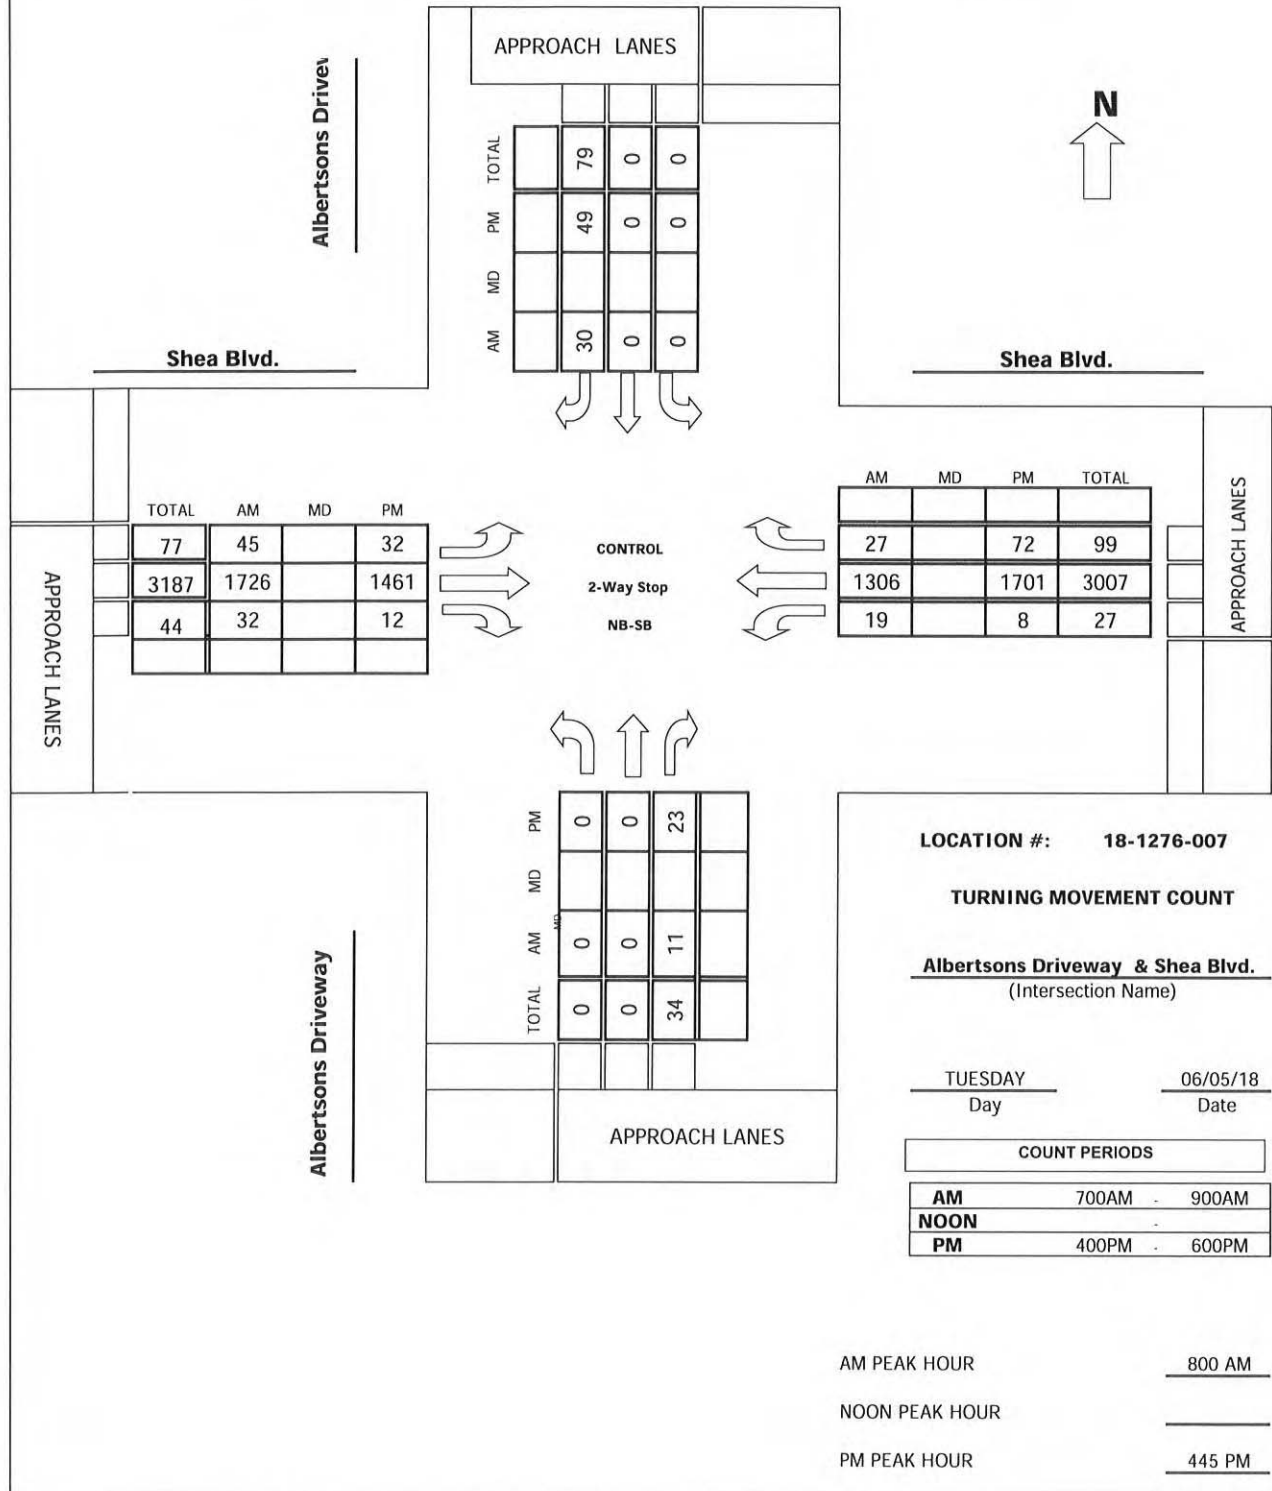 APPROACH LANES
Albertsons Drivew
N
TOTAL 79 0 0
PM 49 0 0
MD
AM 30 0 0
Shea Blvd.
Shea Blvd.
TOTAL AM MD PM
77 45 32
3187 1726 1461
44 32 12
APPROACH LANES
CONTROL
2-Way Stop
NB-SB
AM MD PM TOTAL
27 72 99
1306 1701 3007
19 8 27
APPROACH LANES
PM 0 0 23
MD
MD
AM 0 0 11
TOTAL 0 0 34
APPROACH LANES
Albertsons Driveway
LOCATION #: 18-1276-007
TURNING MOVEMENT COUNT
Albertsons Driveway & Shea Blvd.
(Intersection Name)
TUESDAY 06/05/18
Day Date
COUNT PERIODS
AM 700AM - 900AM
NOON -
PM 400PM - 600PM
AM PEAK HOUR 800 AM
NOON PEAK HOUR
PM PEAK HOUR 445 PM